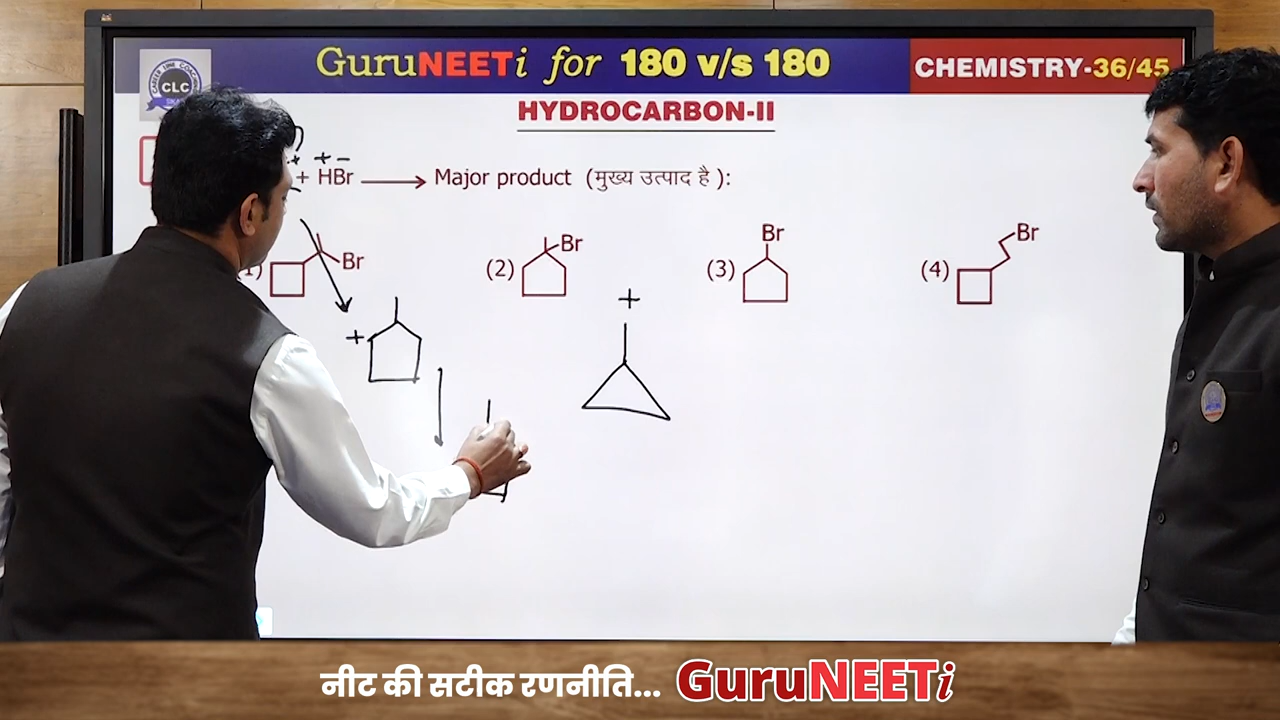 GuruNEETi for 180 v/s 180
CHEMISTRY-36/45
CLC
HYDROCARBON-II
+ HBr ⟶ Major product (मुख्य उत्पाद है ):
+ −
Br
(2) Br
(3) Br
(4) Br
+
+
नीट की सटीक रणनीति... GuruNEETi